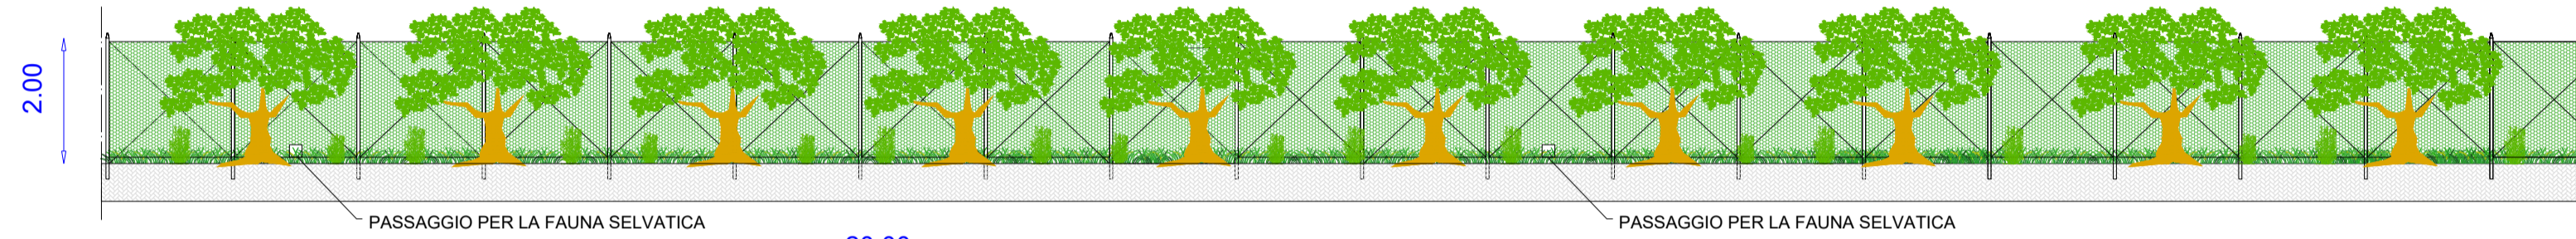 2.00
PASSAGGIO PER LA FAUNA SELVATICA
PASSAGGIO PER LA FAUNA SELVATICA